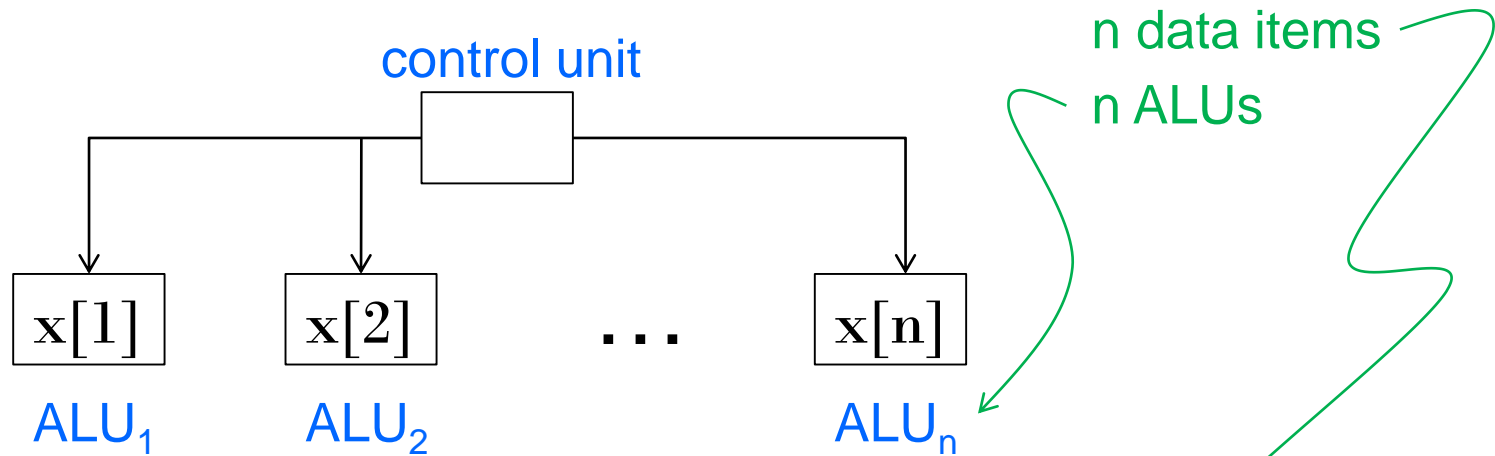 n data items
control unit
n ALUs
x[1] x[2] ... x[n]
ALU₁ ALU₂ ALUₙ